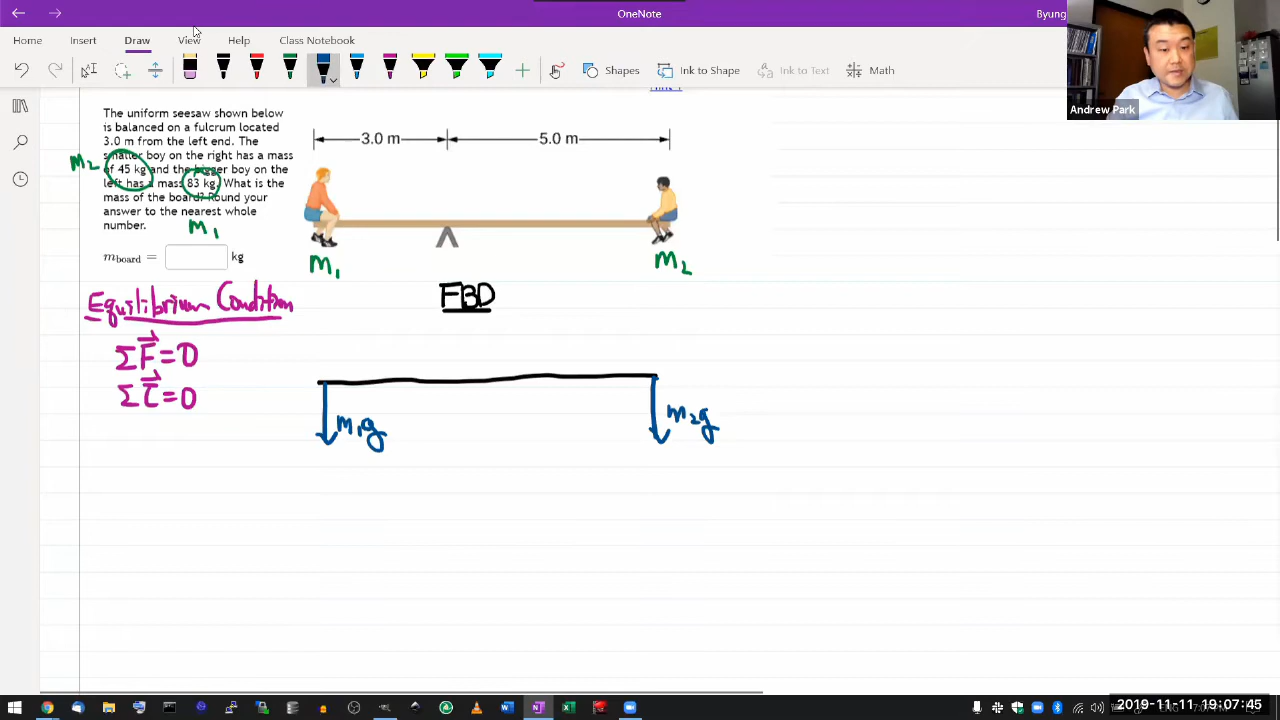 OneNote
Byung
Home Insert Draw View Help Class Notebook
Shapes Ink to Shape Ink to Text Math
Andrew Park
The uniform seesaw shown below
is balanced on a fulcrum located
3.0 m from the left end. The
smaller boy on the right has a mass
of 45 kg and the bigger boy on the
left has a mass 83 kg. What is the
mass of the board? Round your
answer to the nearest whole
number.
m2
m1
m_board = kg
3.0 m 5.0 m
m1 m2
FBD
Equilibrium Condition
ΣF⃗=0
Στ⃗=0
m1g m2g
2019-11-11 19:07:45